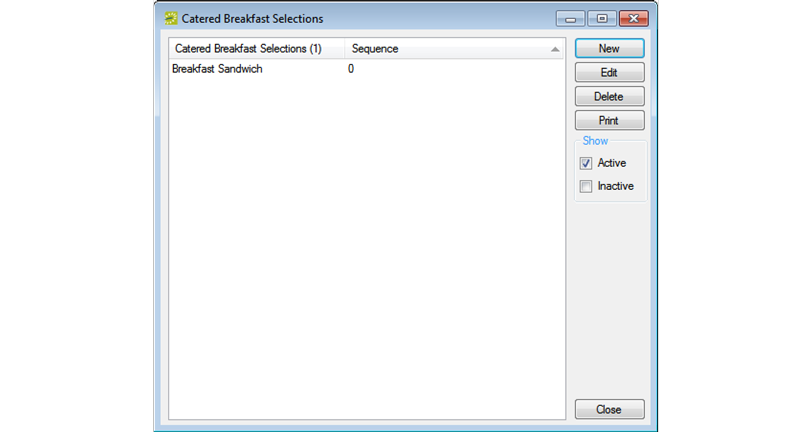 Catered Breakfast Selections
Catered Breakfast Selections (1) Sequence
Breakfast Sandwich 0
New
Edit
Delete
Print
Show
Active
Inactive
Close